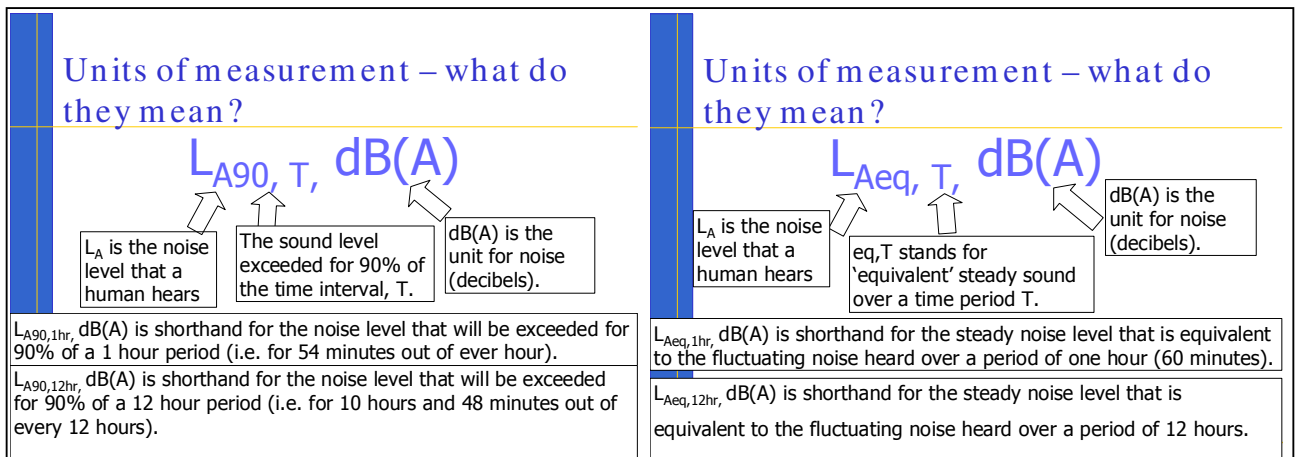 Units of measurement – what do
they mean?
L_A90, T, dB(A)
L_A is the noise
level that a
human hears
The sound level
exceeded for 90% of
the time interval, T.
dB(A) is the
unit for noise
(decibels).
L_A90,1hr, dB(A) is shorthand for the noise level that will be exceeded for
90% of a 1 hour period (i.e. for 54 minutes out of ever hour).
L_A90,12hr, dB(A) is shorthand for the noise level that will be exceeded
for 90% of a 12 hour period (i.e. for 10 hours and 48 minutes out of
every 12 hours).
Units of measurement – what do
they mean?
L_Aeq, T, dB(A)
L_A is the noise
level that a
human hears
eq,T stands for
‘equivalent’ steady sound
over a time period T.
dB(A) is the
unit for noise
(decibels).
L_Aeq,1hr, dB(A) is shorthand for the steady noise level that is equivalent
to the fluctuating noise heard over a period of one hour (60 minutes).
L_Aeq,12hr, dB(A) is shorthand for the steady noise level that is
equivalent to the fluctuating noise heard over a period of 12 hours.